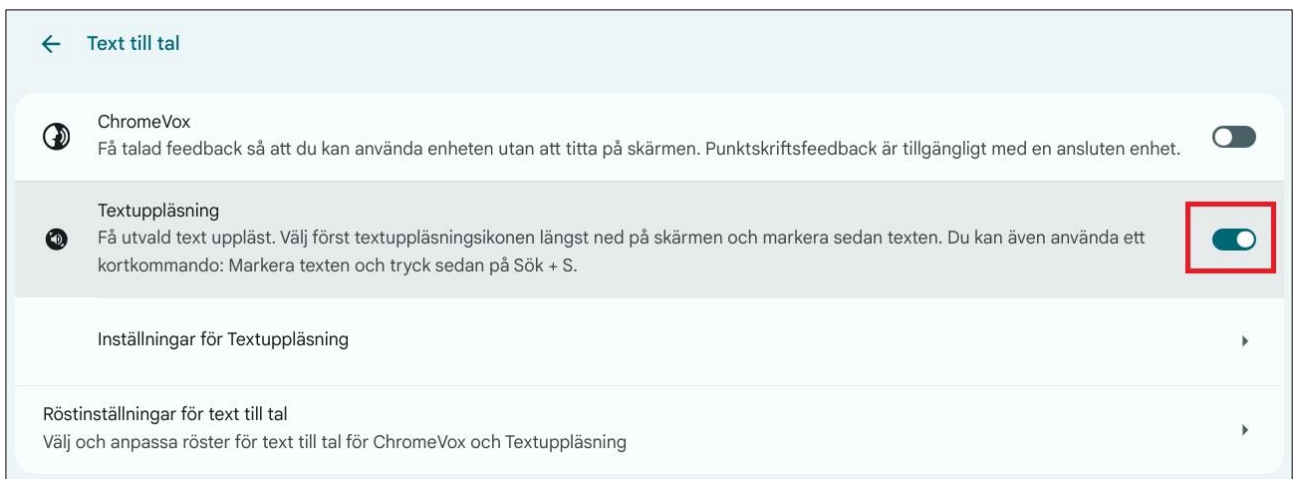 Text till tal
ChromeVox
Få talad feedback så att du kan använda enheten utan att titta på skärmen. Punktskriftsfeedback är tillgängligt med en ansluten enhet.
Textuppläsning
Få utvald text uppläst. Välj först textuppläsningsikonen längst ned på skärmen och markera sedan texten. Du kan även använda ett
kortkommando: Markera texten och tryck sedan på Sök + S.
Inställningar för Textuppläsning
Röstinställningar för text till tal
Välj och anpassa röster för text till tal för ChromeVox och Textuppläsning